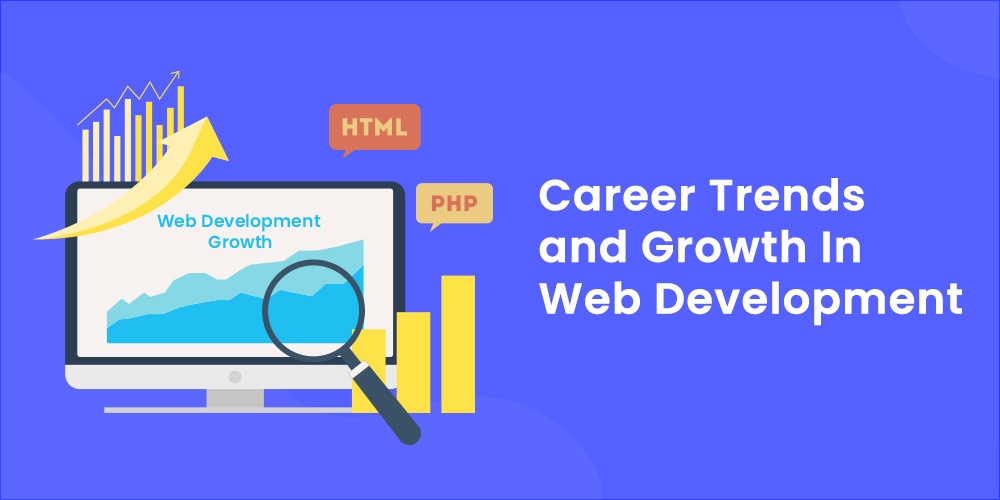 HTML
PHP
Web Development
Growth
Career Trends
and Growth In
Web Development